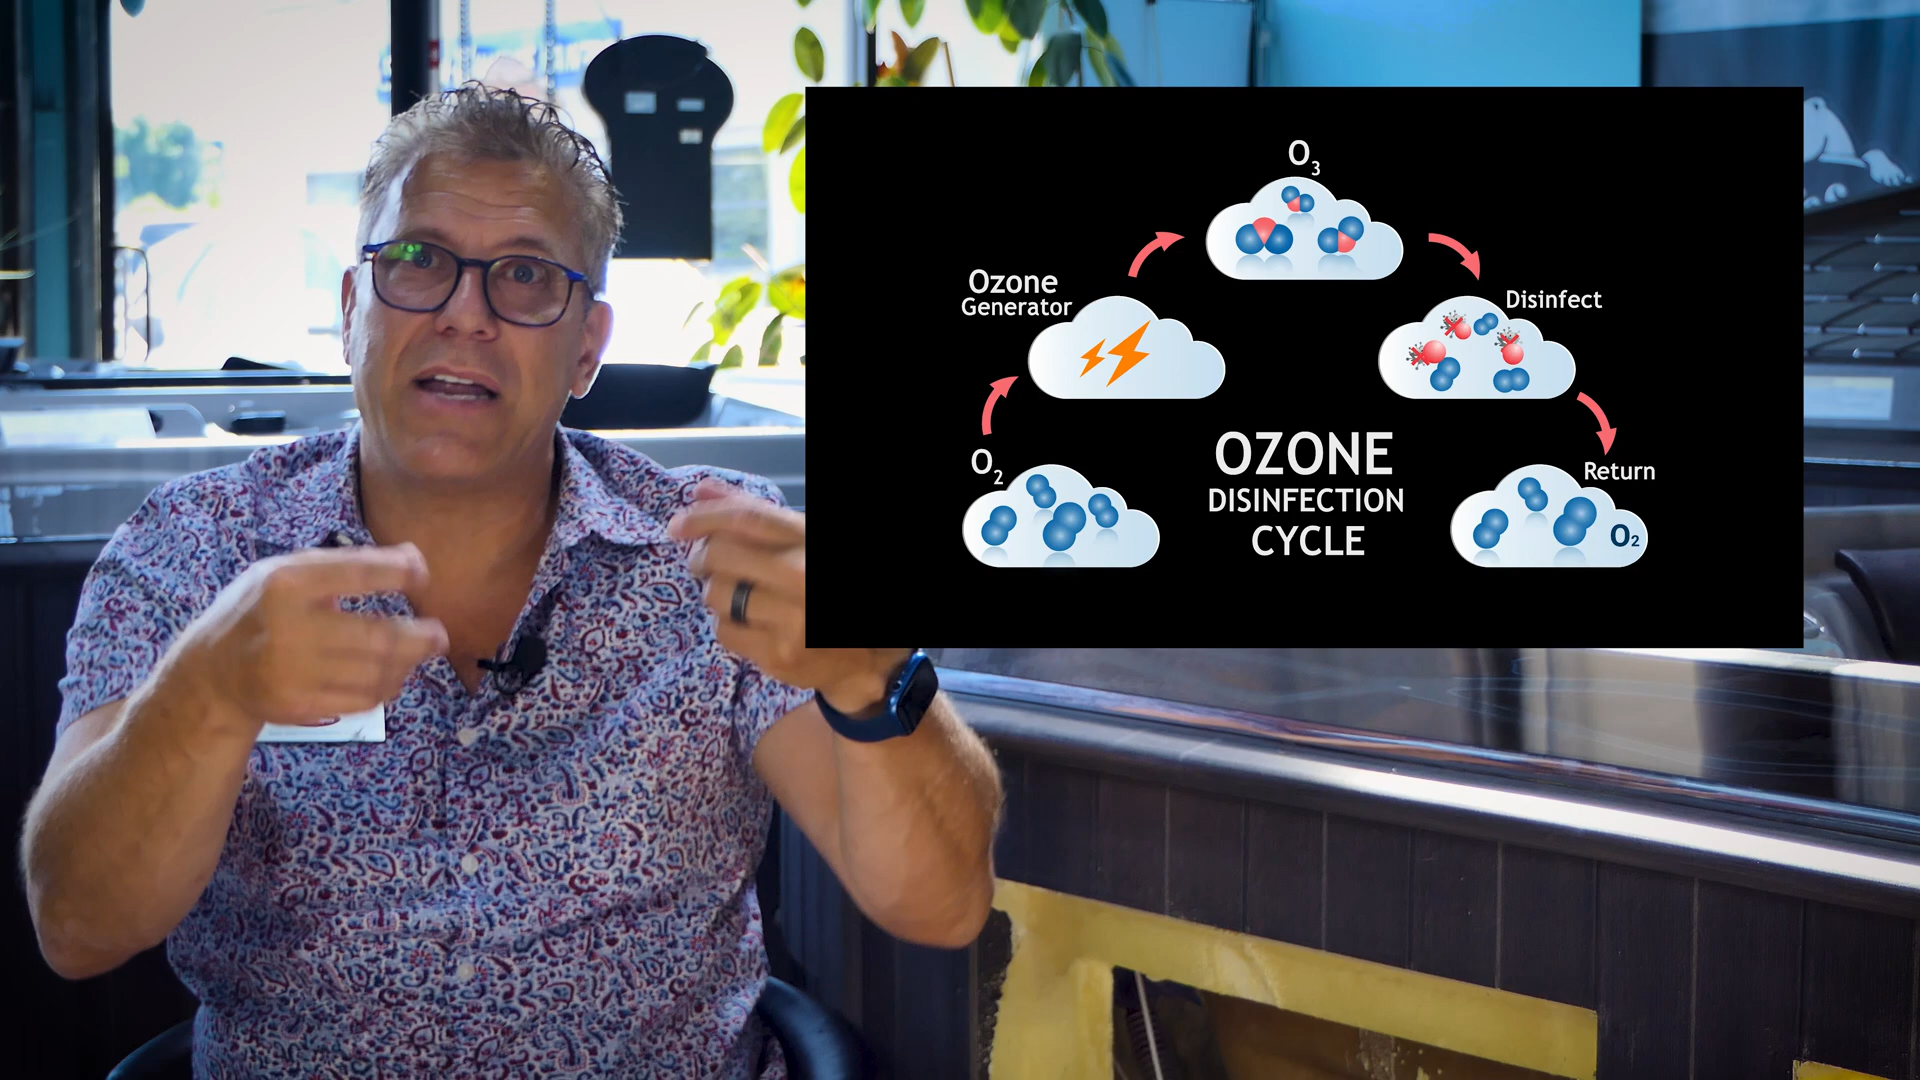 O3
Ozone
Generator
Disinfect
O2
OZONE
DISINFECTION
CYCLE
Return
O2